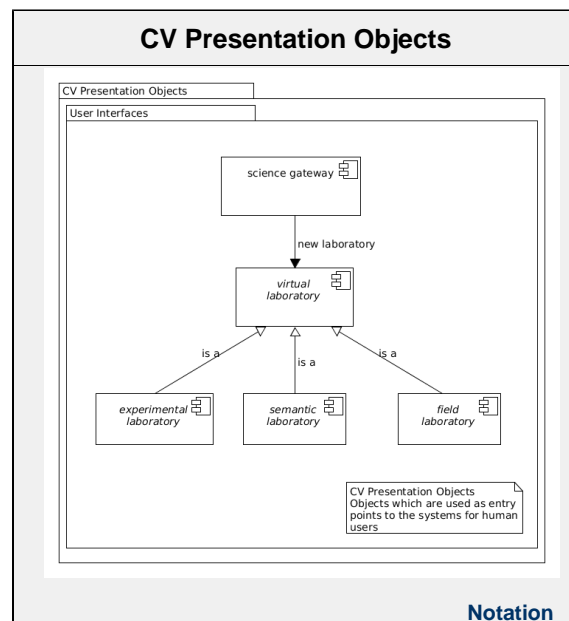 CV Presentation Objects
CV Presentation Objects
User Interfaces
science gateway
new laboratory
virtual
laboratory
is a
is a
is a
experimental
laboratory
semantic
laboratory
field
laboratory
CV Presentation Objects
Objects which are used as entry
points to the systems for human
users
Notation